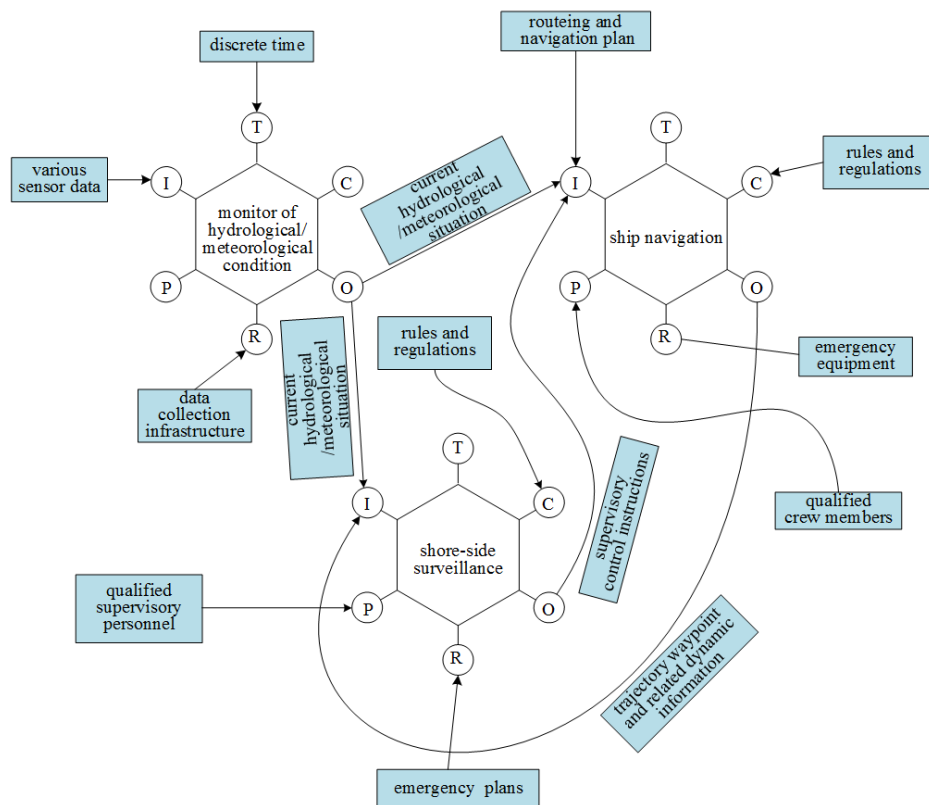 discrete time
routeing and
navigation plan
T
T
various
sensor data
I
C
current
hydrological
/meteorological
situation
I
C
rules and
regulations
monitor of
hydrological/
meteorological
condition
ship navigation
P
O
P
O
R
R
rules and
regulations
emergency
equipment
data
collection
infrastructure
current
hydrological
/meteorological
situation
T
I
C
supervisory
control instructions
qualified
crew members
shore-side
surveillance
qualified
supervisory
personnel
P
O
R
trajectory waypoint
and related dynamic
information
emergency plans